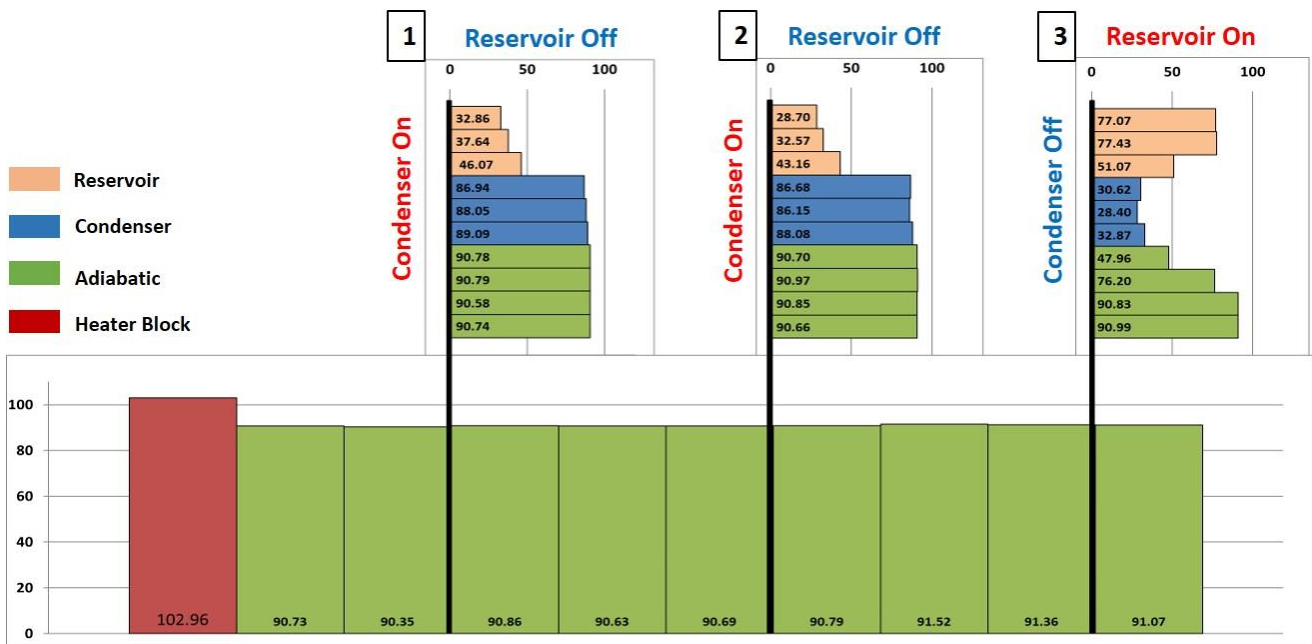 1 Reservoir Off
0 50 100
Condenser On
32.86
37.64
46.07
86.94
88.05
89.09
90.78
90.79
90.58
90.74
2 Reservoir Off
0 50 100
Condenser On
28.70
32.57
43.16
86.68
86.15
88.08
90.70
90.97
90.85
90.66
3 Reservoir On
0 50 100
Condenser Off
77.07
77.43
51.07
30.62
28.40
32.87
47.96
76.20
90.83
90.99
Reservoir
Condenser
Adiabatic
Heater Block
100
80
60
40
20
0
102.96 90.73 90.35 90.86 90.63 90.69 90.79 91.52 91.36 91.07